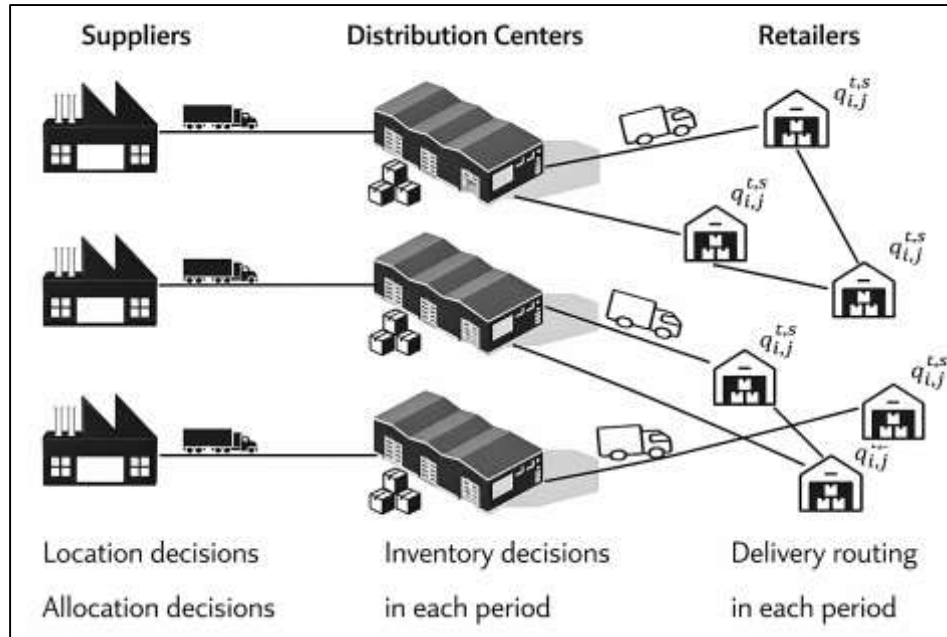 Suppliers Distribution Centers Retailers
q_{i,j}^{t,s}
q_{i,j}^{t,s}
q_{i,j}^{t,s}
q_{i,j}^{t,s}
q_{i,j}^{t,s}
q_{i,j}
Location decisions
Allocation decisions
Inventory decisions
in each period
Delivery routing
in each period